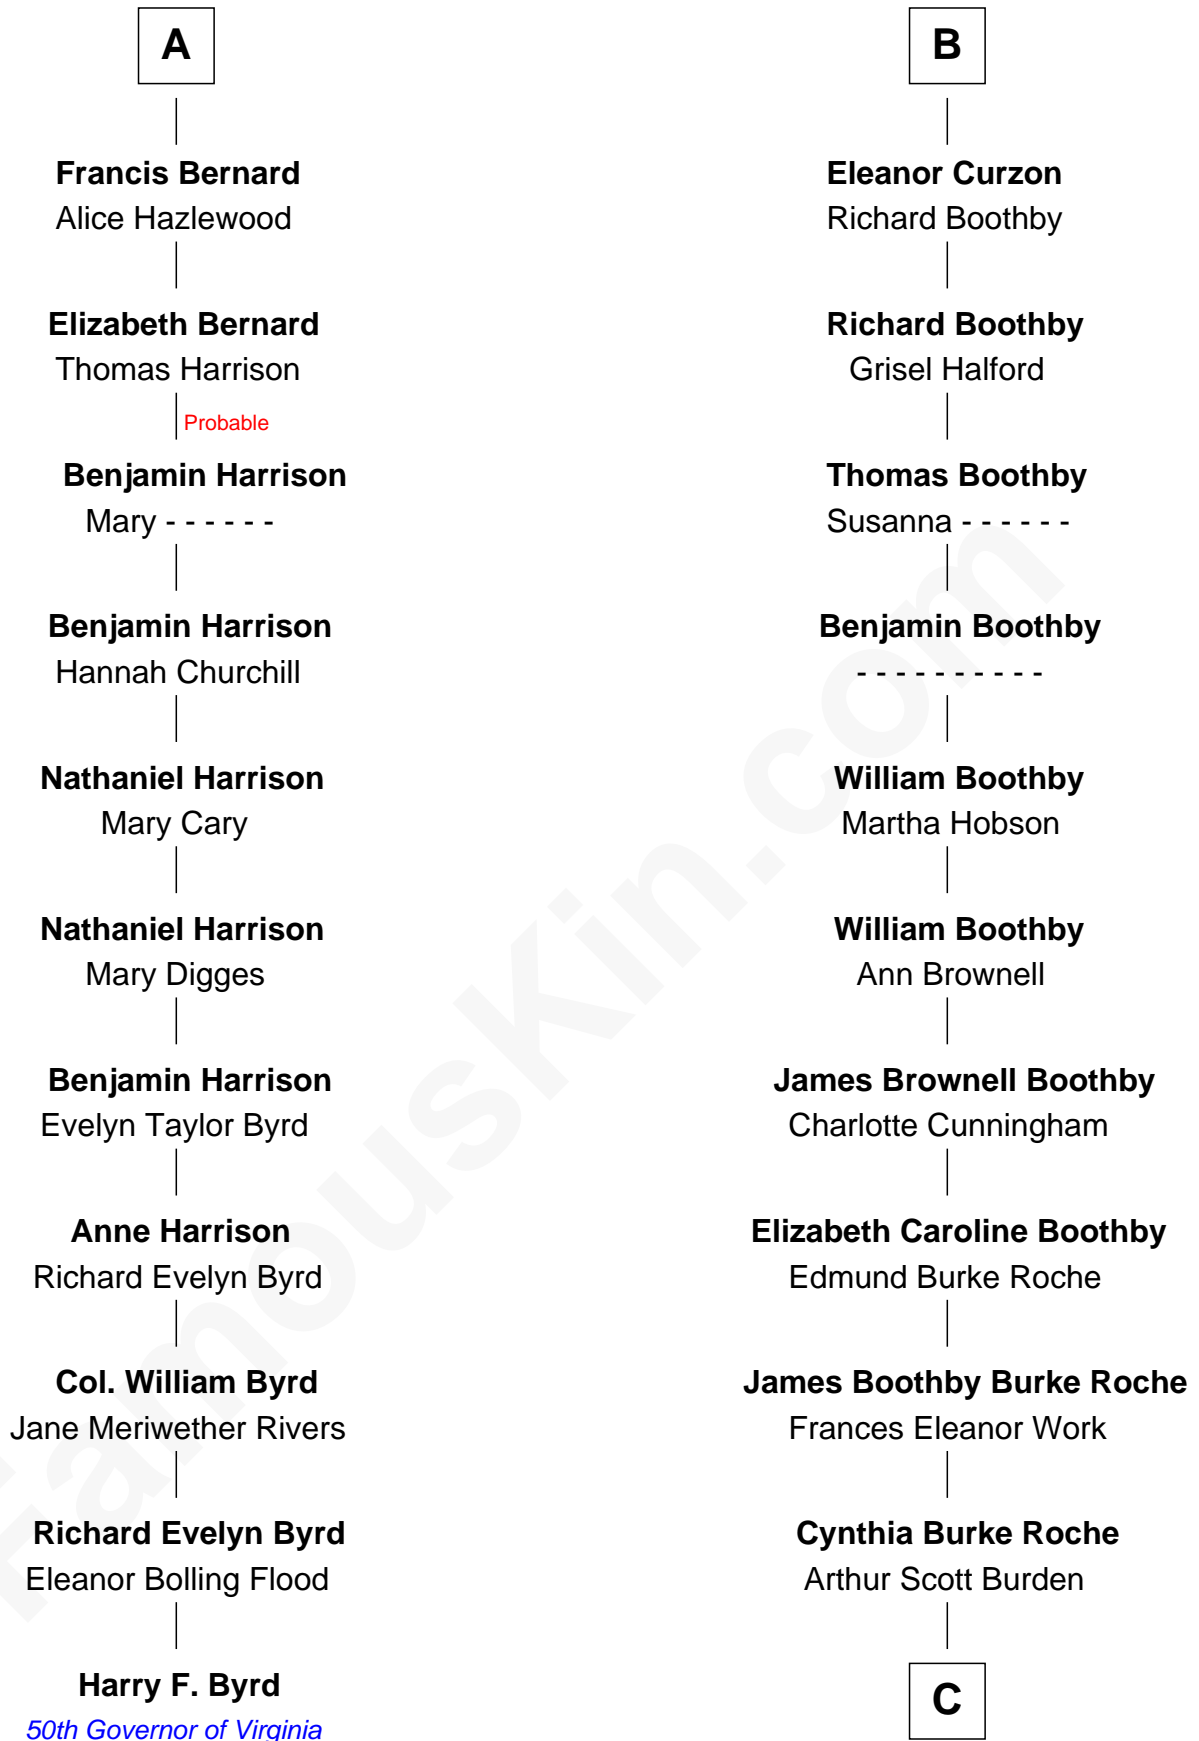 A
Francis Bernard
Alice Hazlewood
Elizabeth Bernard
Thomas Harrison
Probable
Benjamin Harrison
Mary - - - - - -
Benjamin Harrison
Hannah Churchill
Nathaniel Harrison
Mary Cary
Nathaniel Harrison
Mary Digges
Benjamin Harrison
Evelyn Taylor Byrd
Anne Harrison
Richard Evelyn Byrd
Col. William Byrd
Jane Meriwether Rivers
Richard Evelyn Byrd
Eleanor Bolling Flood
Harry F. Byrd
50th Governor of Virginia
B
Eleanor Curzon
Richard Boothby
Richard Boothby
Grisel Halford
Thomas Boothby
Susanna - - - - - -
Benjamin Boothby
- - - - - - - - - -
William Boothby
Martha Hobson
William Boothby
Ann Brownell
James Brownell Boothby
Charlotte Cunningham
Elizabeth Caroline Boothby
Edmund Burke Roche
James Boothby Burke Roche
Frances Eleanor Work
Cynthia Burke Roche
Arthur Scott Burden
C
FamousKin.com